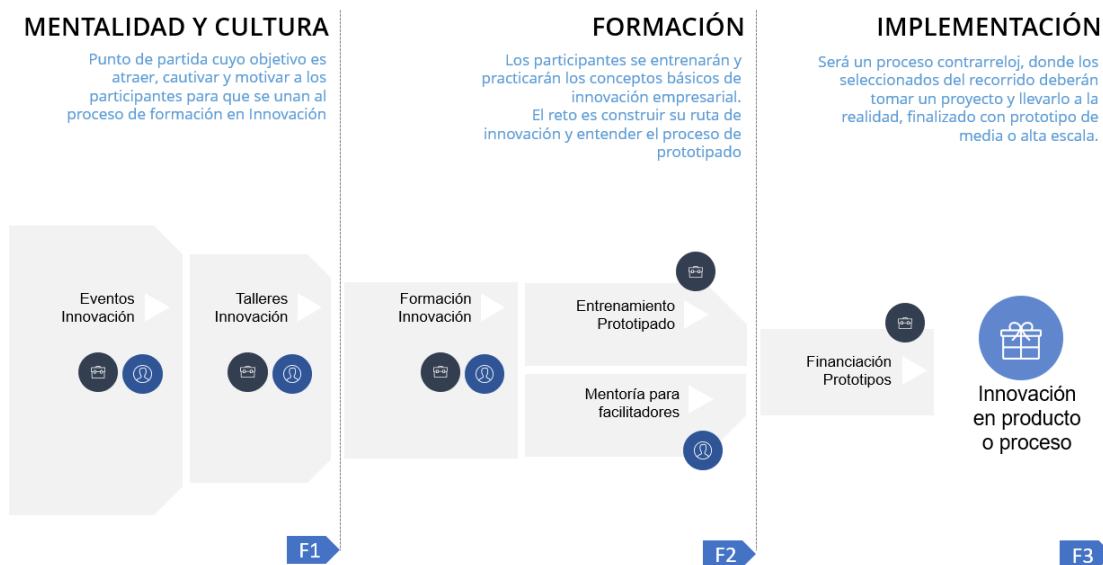 MENTALIDAD Y CULTURA
Punto de partida cuyo objetivo es
atraer, cautivar y motivar a los
participantes para que se unan al
proceso de formación en Innovación
Eventos
Innovación
Talleres
Innovación
F1
FORMACIÓN
Los participantes se entrenarán y
practicarán los conceptos básicos de
innovación empresarial.
El reto es construir su ruta de
innovación y entender el proceso de
prototipado
Formación
Innovación
Entrenamiento
Prototipado
Mentoría para
facilitadores
F2
IMPLEMENTACIÓN
Será un proceso contrarreloj, donde los
seleccionados del recorrido deberán
tomar un proyecto y llevarlo a la
realidad, finalizado con prototipo de
media o alta escala.
Financiación
Prototipos
Innovación
en producto
o proceso
F3